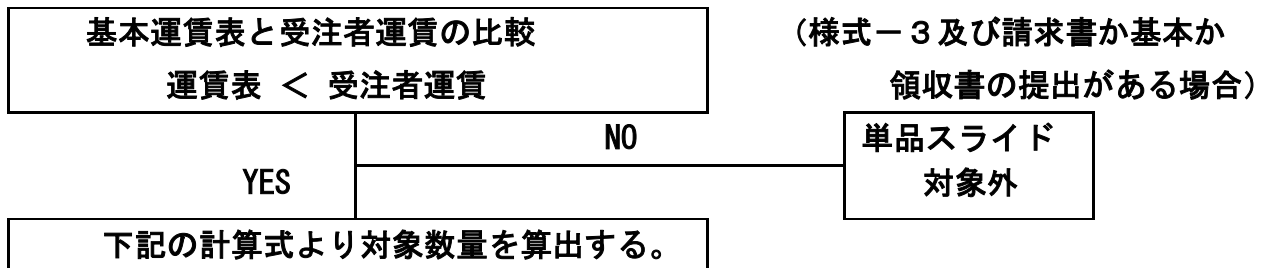 基本運賃表と受注者運賃の比較
運賃表 ＜ 受注者運賃
（様式－３及び請求書か基本か
領収書の提出がある場合）
NO
単品スライド
対象外
YES
下記の計算式より対象数量を算出する。